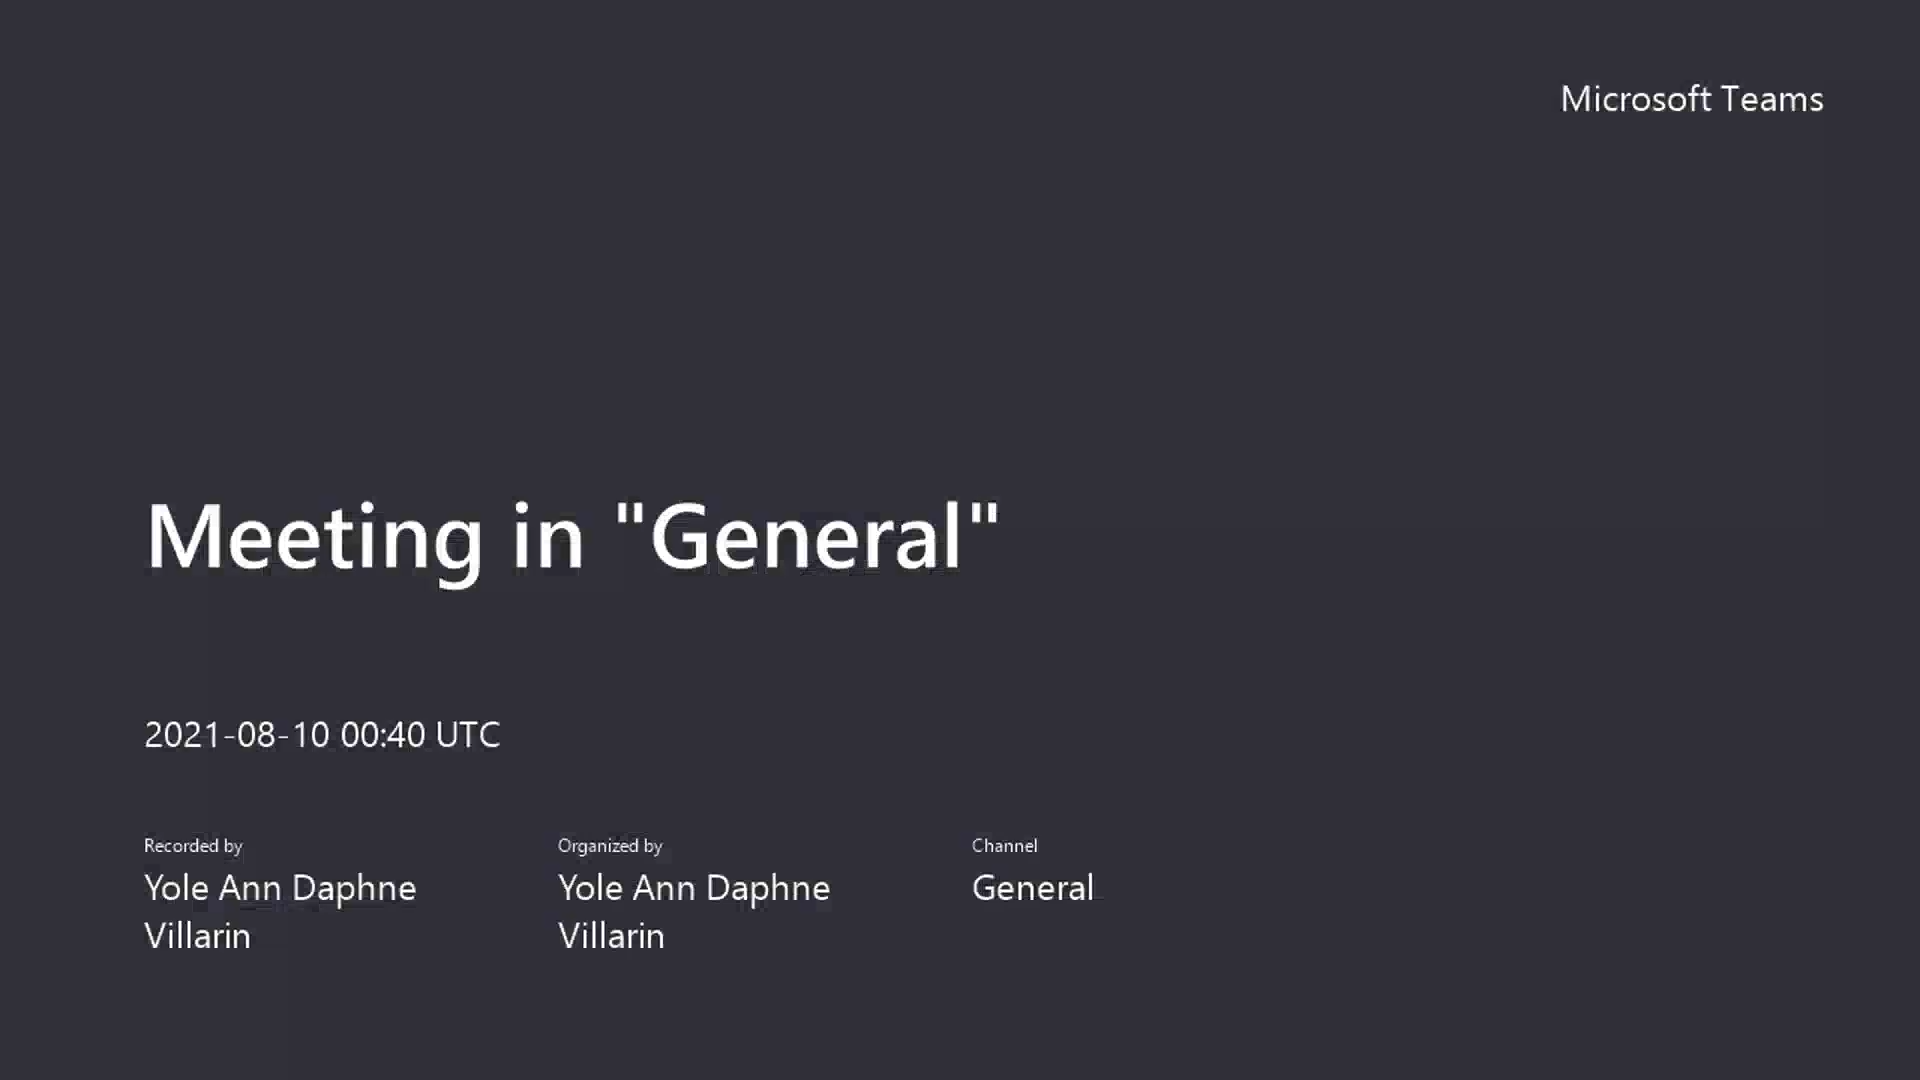 Microsoft Teams
Meeting in "General"
2021-08-10 00:40 UTC
Recorded by
Yole Ann Daphne
Villarin
Organized by
Yole Ann Daphne
Villarin
Channel
General